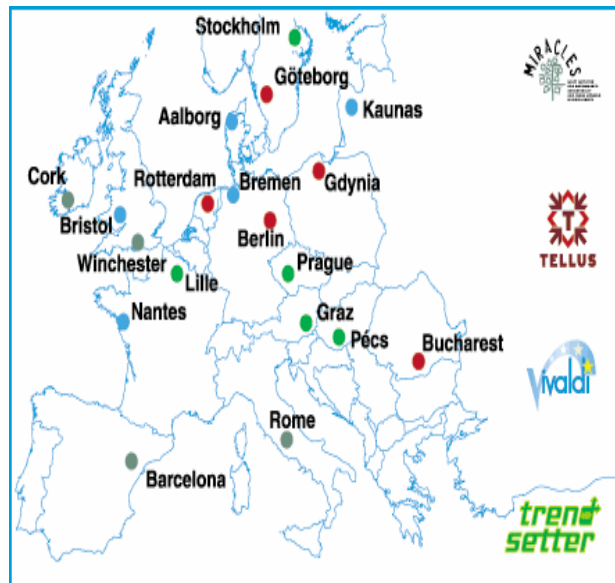 Stockholm
Göteborg
Kaunas
Aalborg
Cork
Rotterdam
Bremen
Gdynia
Bristol
Berlin
Winchester
Prague
Lille
Nantes
Graz
Pécs
Bucharest
Rome
Barcelona
MIRACLES
TELLUS
Vivaldi
trend
setter